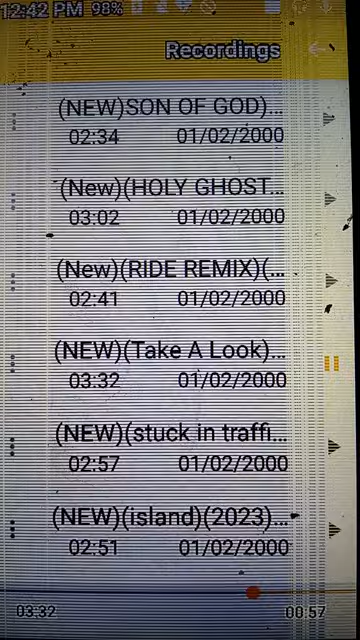 12:42 PM 98%
Recordings
(NEW)SON OF GOD)...
02:34 01/02/2000
(New)(HOLY GHOST...
03:02 01/02/2000
(New)(RIDE REMIX)(...
02:41 01/02/2000
(NEW)(Take A Look)...
03:32 01/02/2000
(NEW)(stuck in traffi...
02:57 01/02/2000
(NEW)(island)(2023)...
02:51 01/02/2000
03:32 00:57